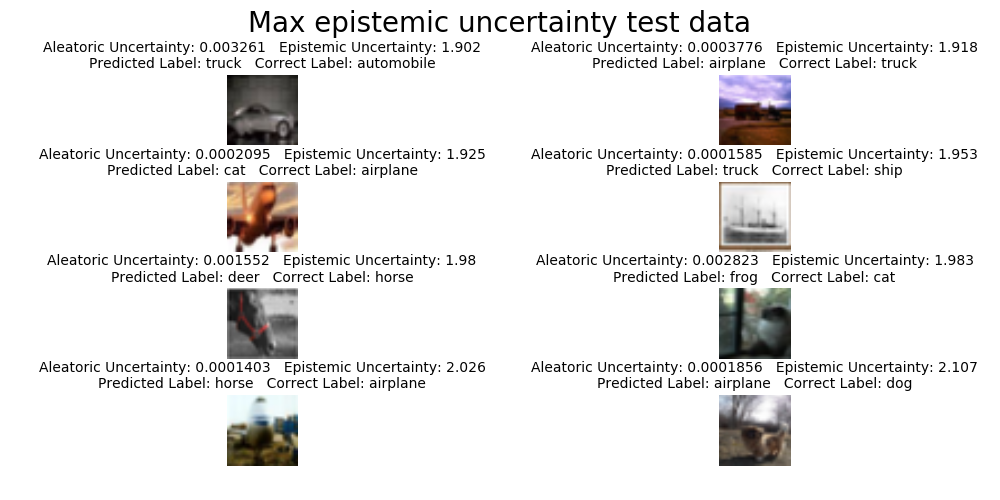 Max epistemic uncertainty test data
Aleatoric Uncertainty: 0.003261   Epistemic Uncertainty: 1.902
Predicted Label: truck   Correct Label: automobile
Aleatoric Uncertainty: 0.0003776   Epistemic Uncertainty: 1.918
Predicted Label: airplane   Correct Label: truck
Aleatoric Uncertainty: 0.0002095   Epistemic Uncertainty: 1.925
Predicted Label: cat   Correct Label: airplane
Aleatoric Uncertainty: 0.0001585   Epistemic Uncertainty: 1.953
Predicted Label: truck   Correct Label: ship
Aleatoric Uncertainty: 0.001552   Epistemic Uncertainty: 1.98
Predicted Label: deer   Correct Label: horse
Aleatoric Uncertainty: 0.002823   Epistemic Uncertainty: 1.983
Predicted Label: frog   Correct Label: cat
Aleatoric Uncertainty: 0.0001403   Epistemic Uncertainty: 2.026
Predicted Label: horse   Correct Label: airplane
Aleatoric Uncertainty: 0.0001856   Epistemic Uncertainty: 2.107
Predicted Label: airplane   Correct Label: dog